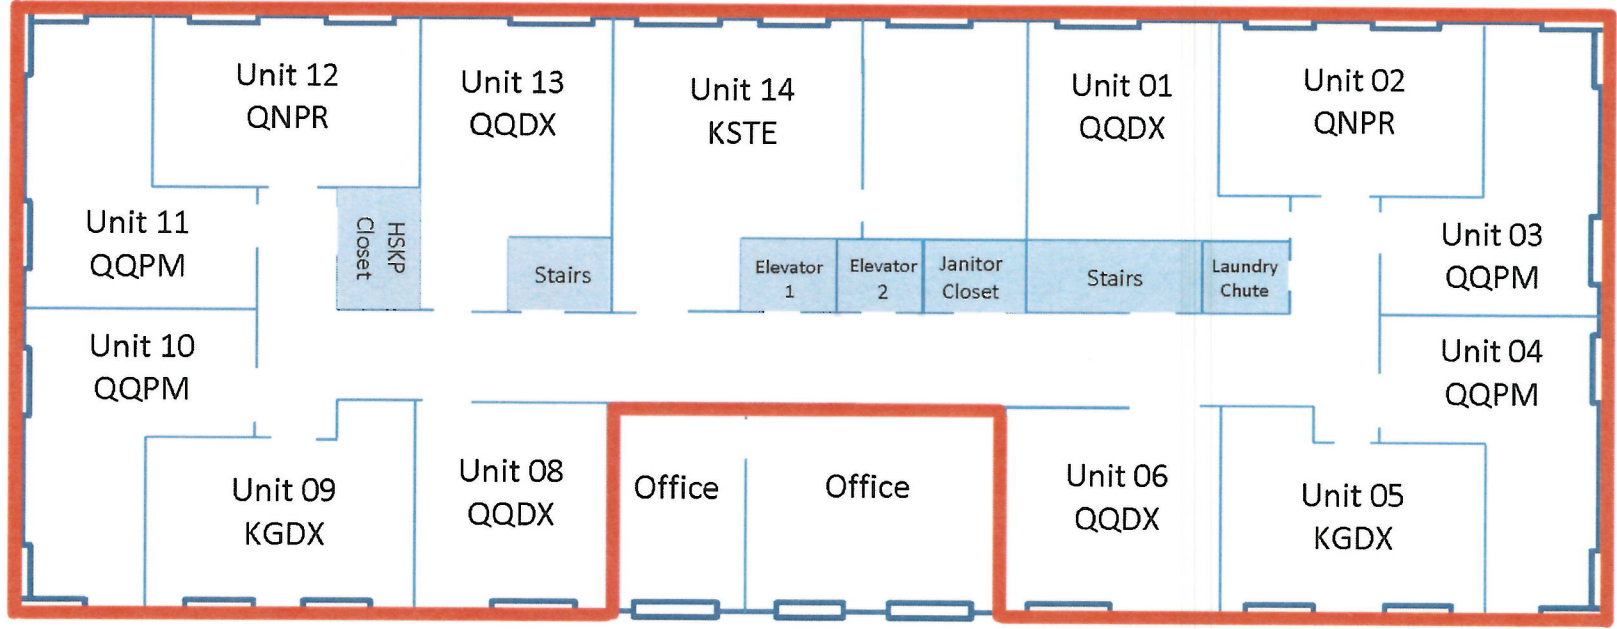 Unit 12
QNPR
Unit 13
QQDX
Unit 14
KSTE
Unit 01
QQDX
Unit 02
QNPR
Unit 11
QQPM
HSKP
Closet
Stairs
Elevator
1
Elevator
2
Janitor
Closet
Stairs
Laundry
Chute
Unit 03
QQPM
Unit 10
QQPM
Unit 04
QQPM
Unit 09
KGDX
Unit 08
QQDX
Office
Office
Unit 06
QQDX
Unit 05
KGDX